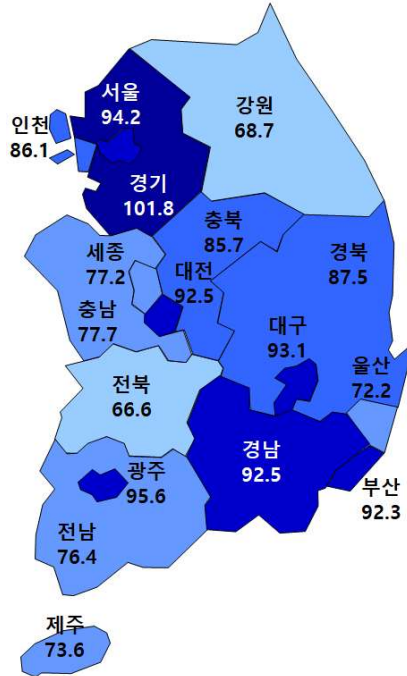 서울
94.2
강원
68.7
인천
86.1
경기
101.8
충북
85.7
세종
77.2
대전
92.5
경북
87.5
충남
77.7
대구
93.1
울산
72.2
전북
66.6
경남
92.5
광주
95.6
부산
92.3
전남
76.4
제주
73.6